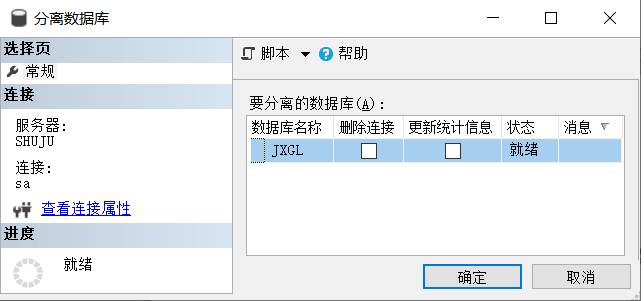 分离数据库
选择页
常规
连接
服务器:
SHUJU
连接:
sa
查看连接属性
进度
就绪
脚本 帮助
要分离的数据库(A):
数据库名称 删除连接 更新统计信息 状态 消息
JXGL 就绪
确定 取消